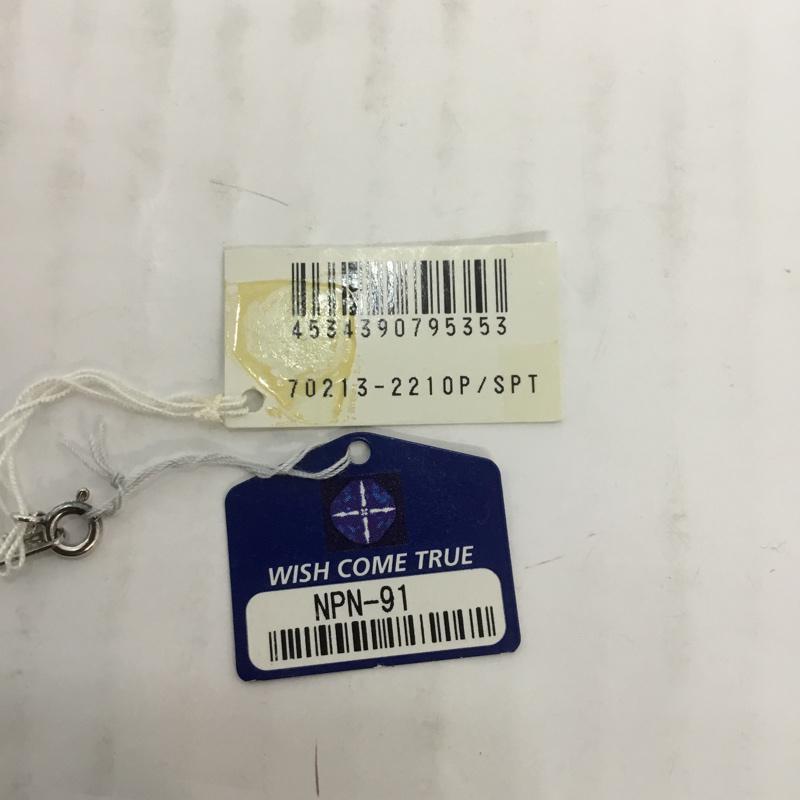 4534390795353
70213-2210P/SPT
WISH COME TRUE
NPN-91